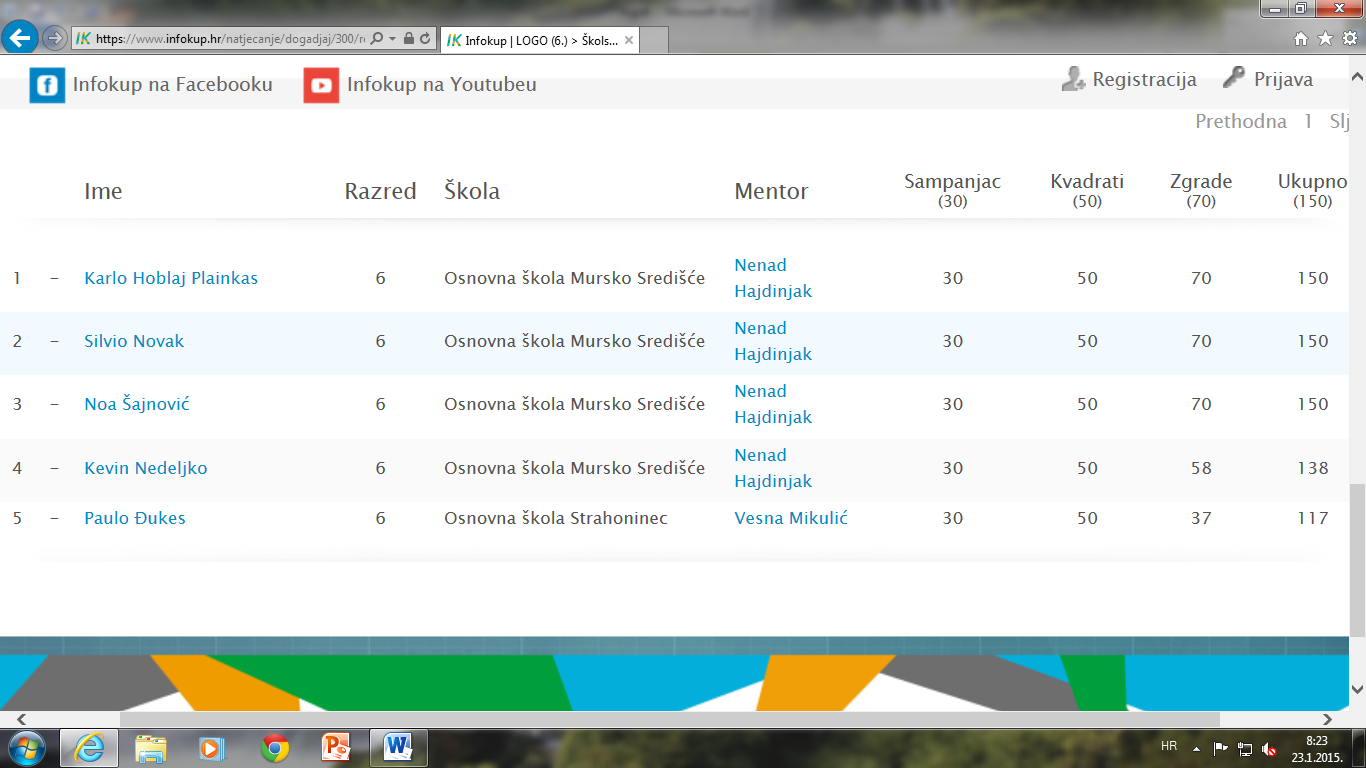 https://www.infokup.hr/natjecanje/dogadjaj/300/r
Infokup | LOGO (6.) > Škols...
Infokup na Facebooku Infokup na Youtubeu Registracija Prijava
Prethodna 1 Slj
Ime Razred Škola Mentor Sampanjac (30) Kvadrati (50) Zgrade (70) Ukupno (150)
1 – Karlo Hoblaj Plainkas 6 Osnovna škola Mursko Središće Nenad Hajdinjak 30 50 70 150
2 – Silvio Novak 6 Osnovna škola Mursko Središće Nenad Hajdinjak 30 50 70 150
3 – Noa Šajnović 6 Osnovna škola Mursko Središće Nenad Hajdinjak 30 50 70 150
4 – Kevin Nedeljko 6 Osnovna škola Mursko Središće Nenad Hajdinjak 30 50 58 138
5 – Paulo Đukes 6 Osnovna škola Strahoninec Vesna Mikulić 30 50 37 117
HR 8:23
23.1.2015.